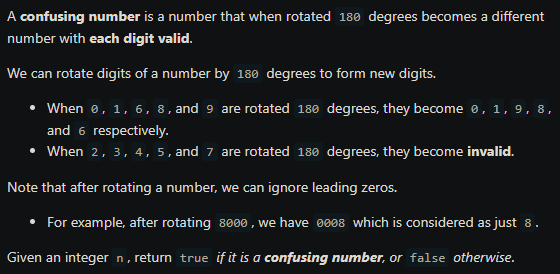 A confusing number is a number that when rotated 180 degrees becomes a different
number with each digit valid.
We can rotate digits of a number by 180 degrees to form new digits.
• When 0, 1, 6, 8, and 9 are rotated 180 degrees, they become 0, 1, 9, 8,
and 6 respectively.
• When 2, 3, 4, 5, and 7 are rotated 180 degrees, they become invalid.
Note that after rotating a number, we can ignore leading zeros.
• For example, after rotating 8000, we have 0008 which is considered as just 8.
Given an integer n, return true if it is a confusing number, or false otherwise.